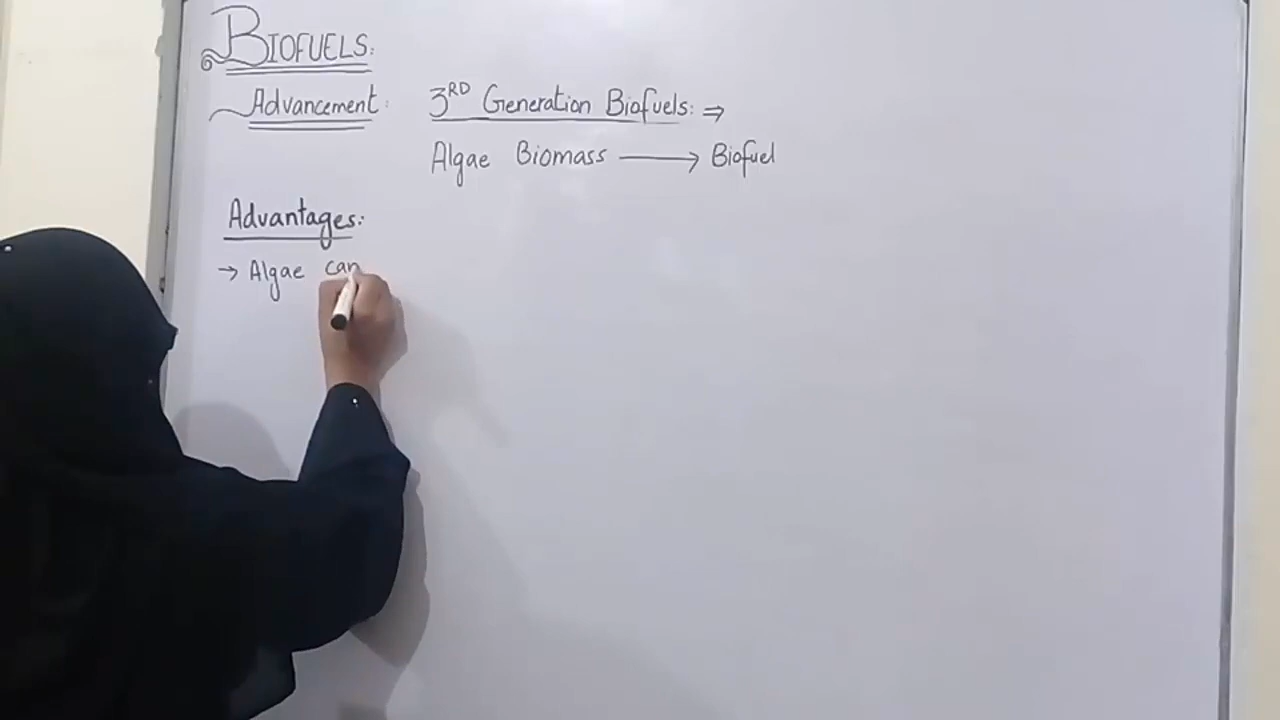 BIOFUELS:
Advancement:
3RD Generation Biofuels: ⇒
Algae Biomass ⟶ Biofuel
Advantages:
→ Algae can